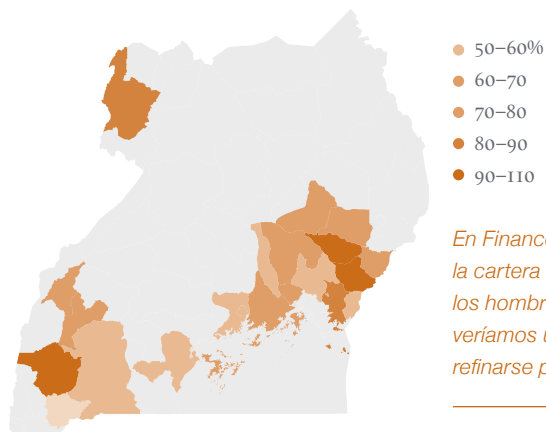 50–60%
60–70
70–80
80–90
90–110
En Financ
la cartera
los hombr
veríamos
refinarse p